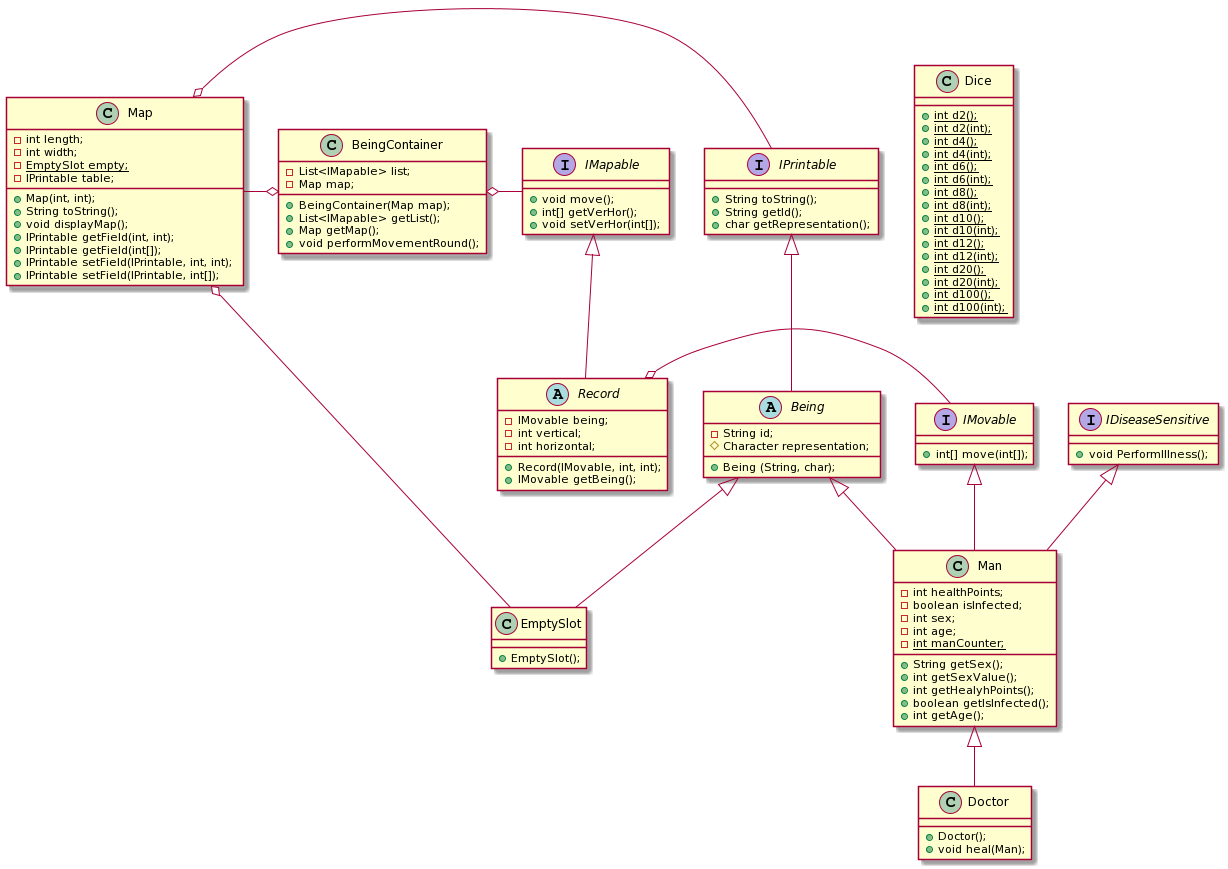 C Map
int length;
int width;
EmptySlot empty;
IPrintable table;
Map(int, int);
String toString();
void displayMap();
IPrintable getField(int, int);
IPrintable getField(int[]);
IPrintable setField(IPrintable, int, int);
IPrintable setField(IPrintable, int[]);
C BeingContainer
List<IMapable> list;
Map map;
BeingContainer(Map map);
List<IMapable> getList();
Map getMap();
void performMovementRound();
I IMapable
void move();
int[] getVerHor();
void setVerHor(int[]);
I IPrintable
String toString();
String getId();
char getRepresentation();
C Dice
int d2();
int d2(int);
int d4();
int d4(int);
int d6();
int d6(int);
int d8();
int d8(int);
int d10();
int d10(int);
int d12();
int d12(int);
int d20();
int d20(int);
int d100();
int d100(int);
A Record
IMovable being;
int vertical;
int horizontal;
Record(IMovable, int, int);
IMovable getBeing();
A Being
String id;
Character representation;
Being (String, char);
I IMovable
int[] move(int[]);
I IDiseaseSensitive
void PerformIllness();
C EmptySlot
EmptySlot();
C Man
int healthPoints;
boolean isInfected;
int sex;
int age;
int manCounter;
String getSex();
int getSexValue();
int getHealyhPoints();
boolean getIsInfected();
int getAge();
C Doctor
Doctor();
void heal(Man);